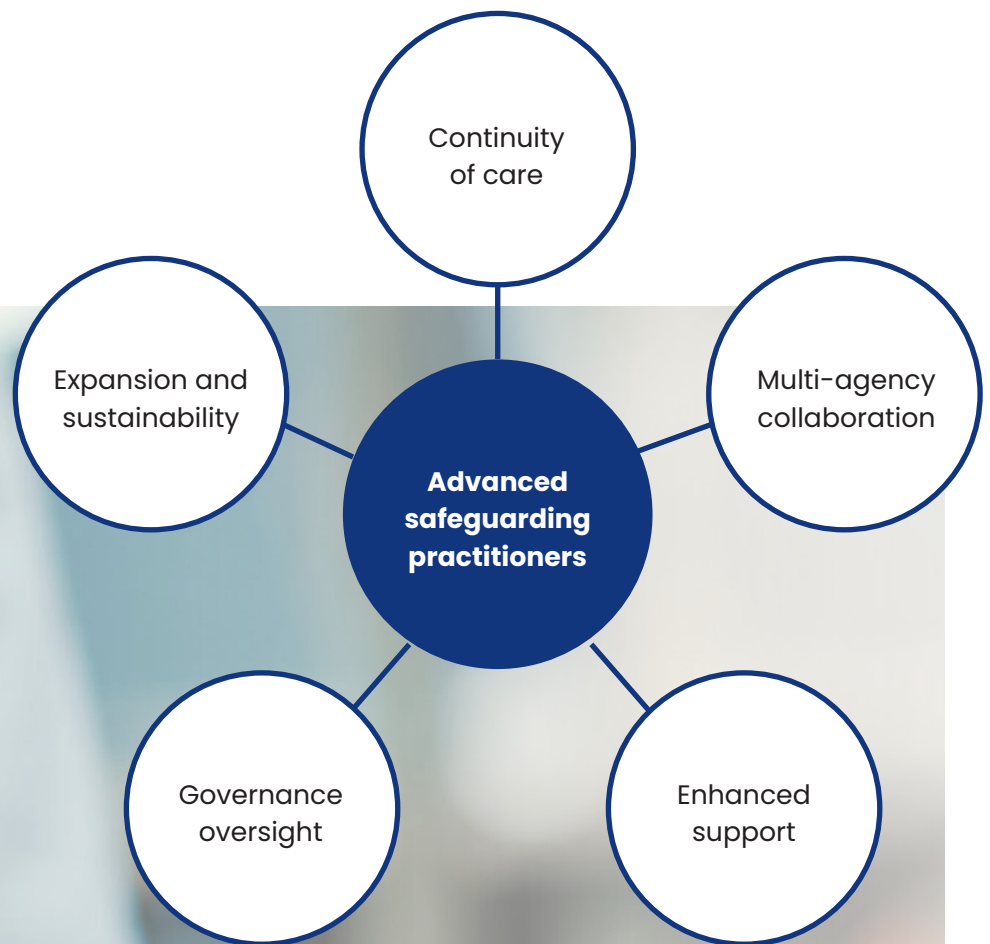 Continuity
of care
Expansion and
sustainability
Multi-agency
collaboration
Advanced
safeguarding
practitioners
Governance
oversight
Enhanced
support